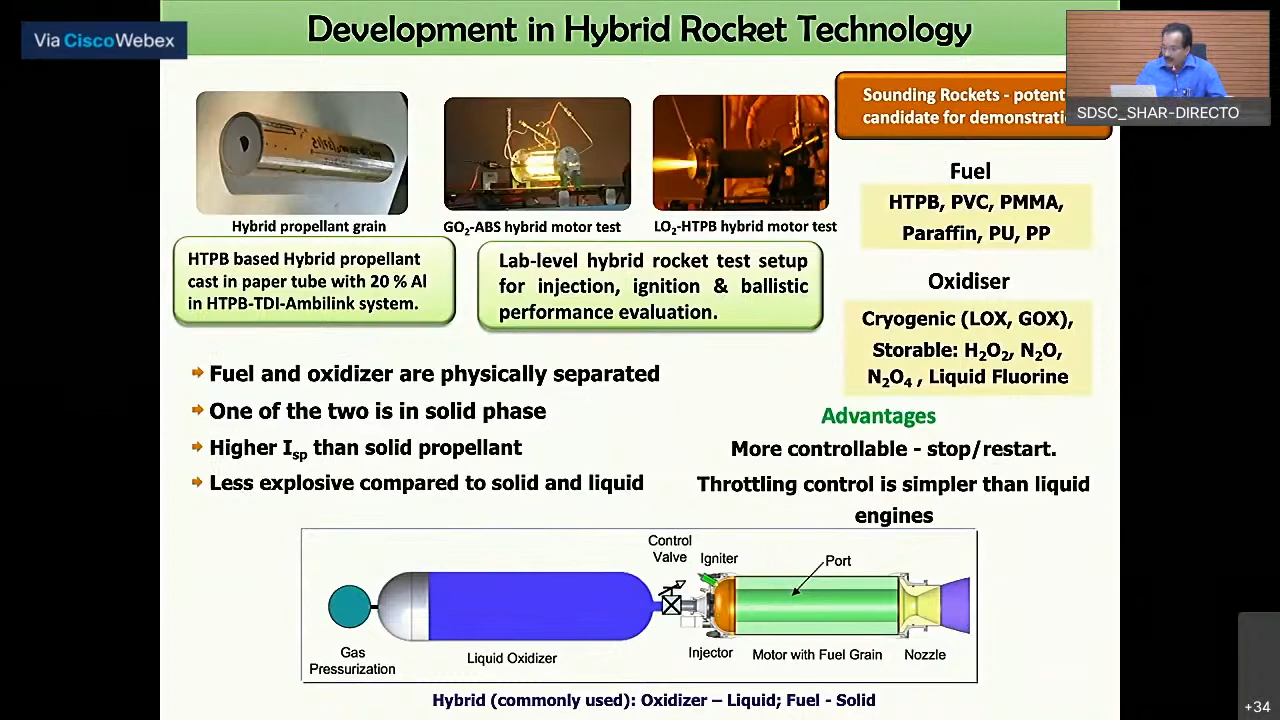 Development in Hybrid Rocket Technology
Via CiscoWebex
SDSC_SHAR-DIRECTO
Sounding Rockets -
candidate for
Hybrid propellant grain
GO₂-ABS hybrid motor test
LO₂-HTPB hybrid motor test
HTPB based Hybrid propellant
cast in paper tube with 20 % Al
in HTPB-TDI-Ambilink system.
Lab-level hybrid rocket test setup
for injection, ignition & ballistic
performance evaluation.
Fuel
HTPB, PVC, PMMA,
Paraffin, PU, PP
Oxidiser
Cryogenic (LOX, GOX),
Storable: H₂O₂, N₂O,
N₂O₄ , Liquid Fluorine
Fuel and oxidizer are physically separated
One of the two is in solid phase
Higher Iₛₚ than solid propellant
Less explosive compared to solid and liquid
Advantages
More controllable - stop/restart.
Throttling control is simpler than liquid
engines
Control
Valve
Igniter
Port
Gas
Pressurization
Liquid Oxidizer
Injector
Motor with Fuel Grain
Nozzle
Hybrid (commonly used): Oxidizer – Liquid; Fuel - Solid
+34